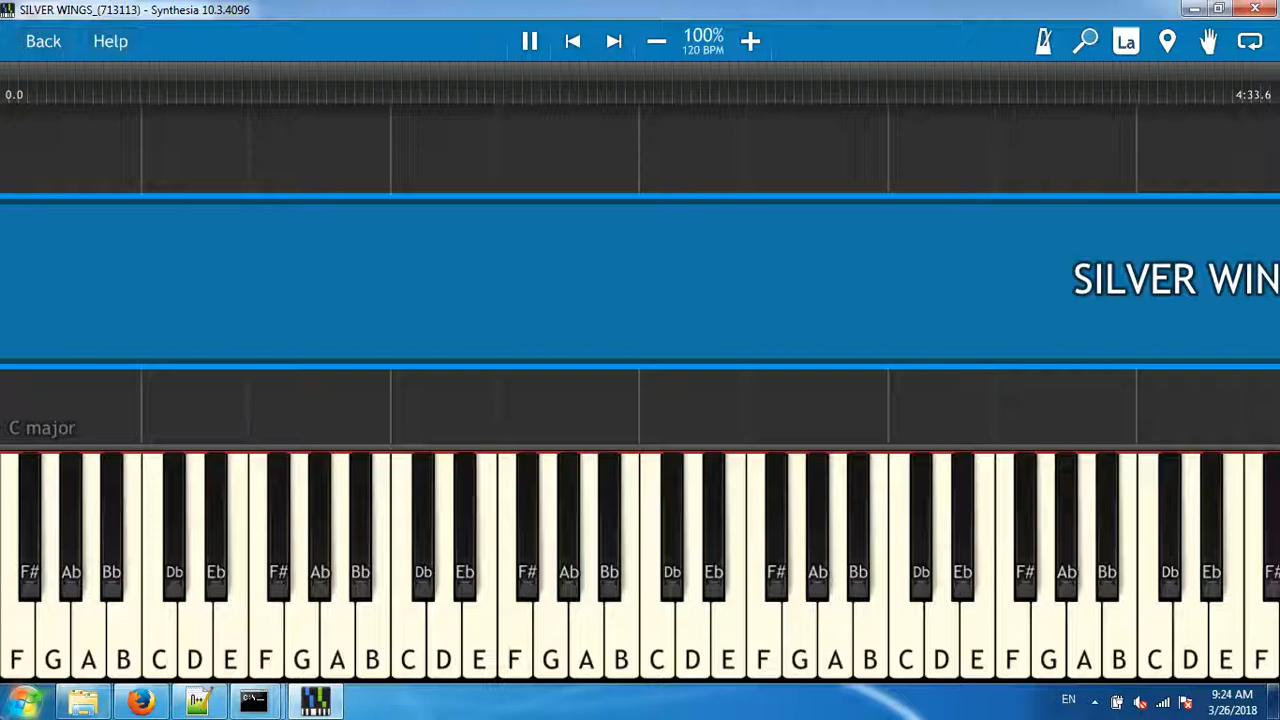 SILVER WINGS_(713113) - Synthesia 10.3.4096
Back Help 100% La
120 BPM
0.0 4:33.6
SILVER WIN
C major
F# Ab Bb Db Eb F# Ab Bb Db Eb F# Ab Bb Db Eb F# Ab Bb Db Eb F# Ab Bb Db Eb F#
F G A B C D E F G A B C D E F G A B C D E F G A B C D E F G A B C D E F
EN 9:24 AM
3/26/2018